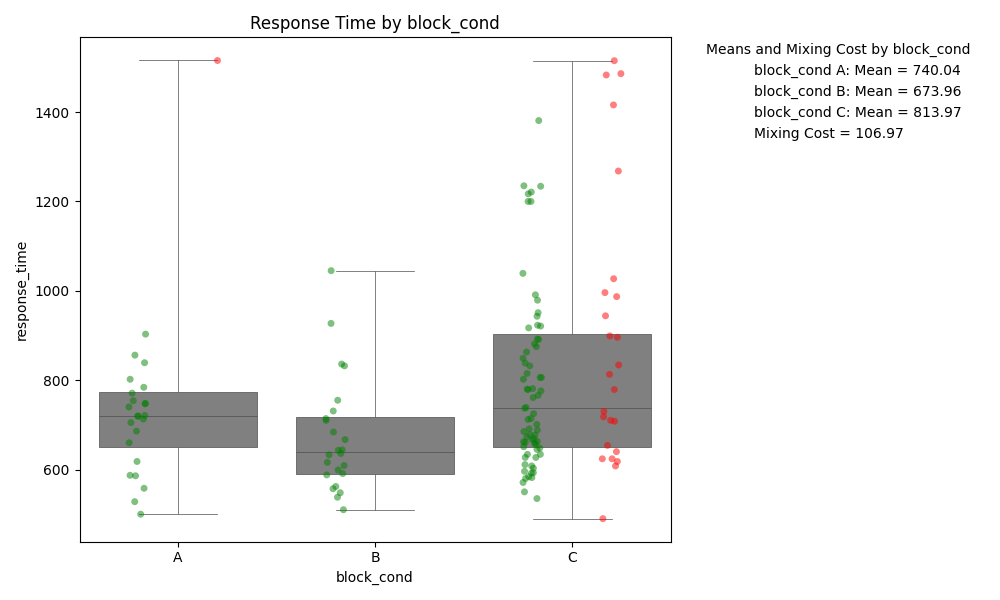 Response Time by block_cond
Means and Mixing Cost by block_cond
block_cond A: Mean = 740.04
block_cond B: Mean = 673.96
block_cond C: Mean = 813.97
Mixing Cost = 106.97
response_time
1400
1200
1000
800
600
A
B
C
block_cond